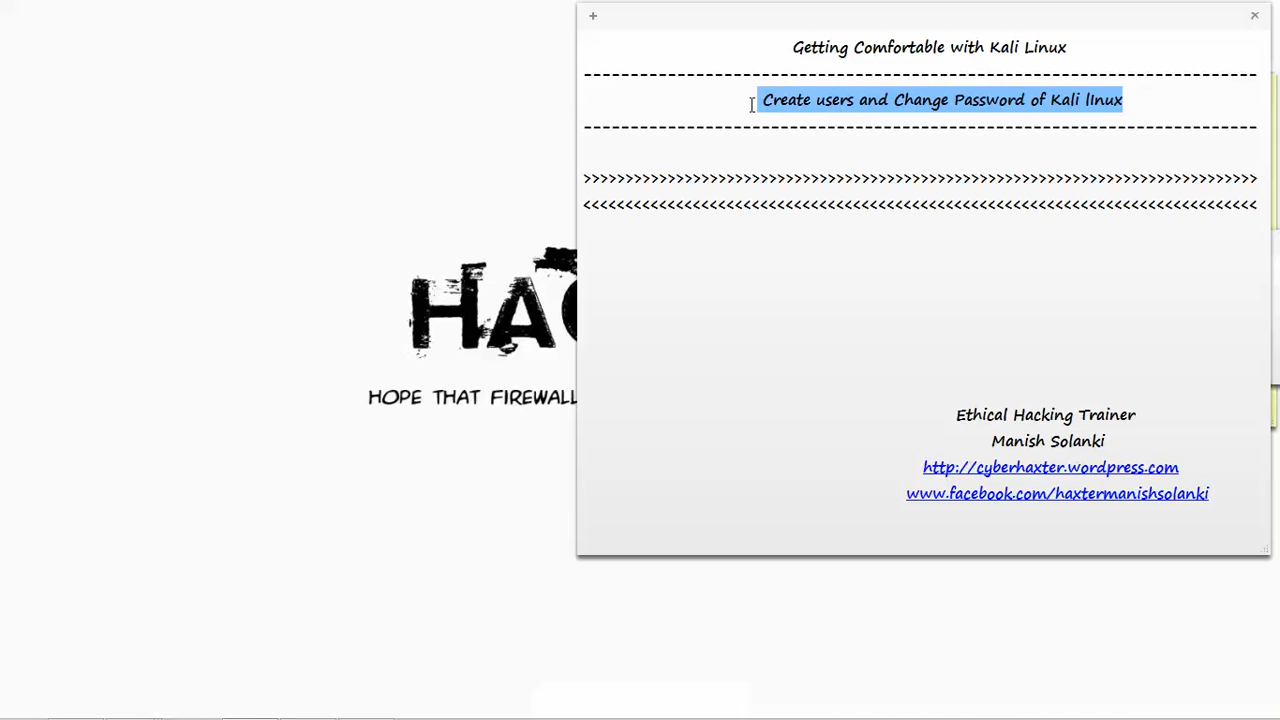 Getting Comfortable with Kali Linux
--------------------------------------------------------------------------------
Create users and Change Password of Kali lInux
--------------------------------------------------------------------------------
>>>>>>>>>>>>>>>>>>>>>>>>>>>>>>>>>>>>>>>>>>>>>>>>>>>>>>>>>>>>>>>>>>>>>>>>>>>>>>>>
<<<<<<<<<<<<<<<<<<<<<<<<<<<<<<<<<<<<<<<<<<<<<<<<<<<<<<<<<<<<<<<<<<<<<<<<<<<<<<<<
HA
HOPE THAT FIREWALL
Ethical Hacking Trainer
Manish Solanki
http://cyberhaxter.wordpress.com
www.facebook.com/haxtermanishsolanki